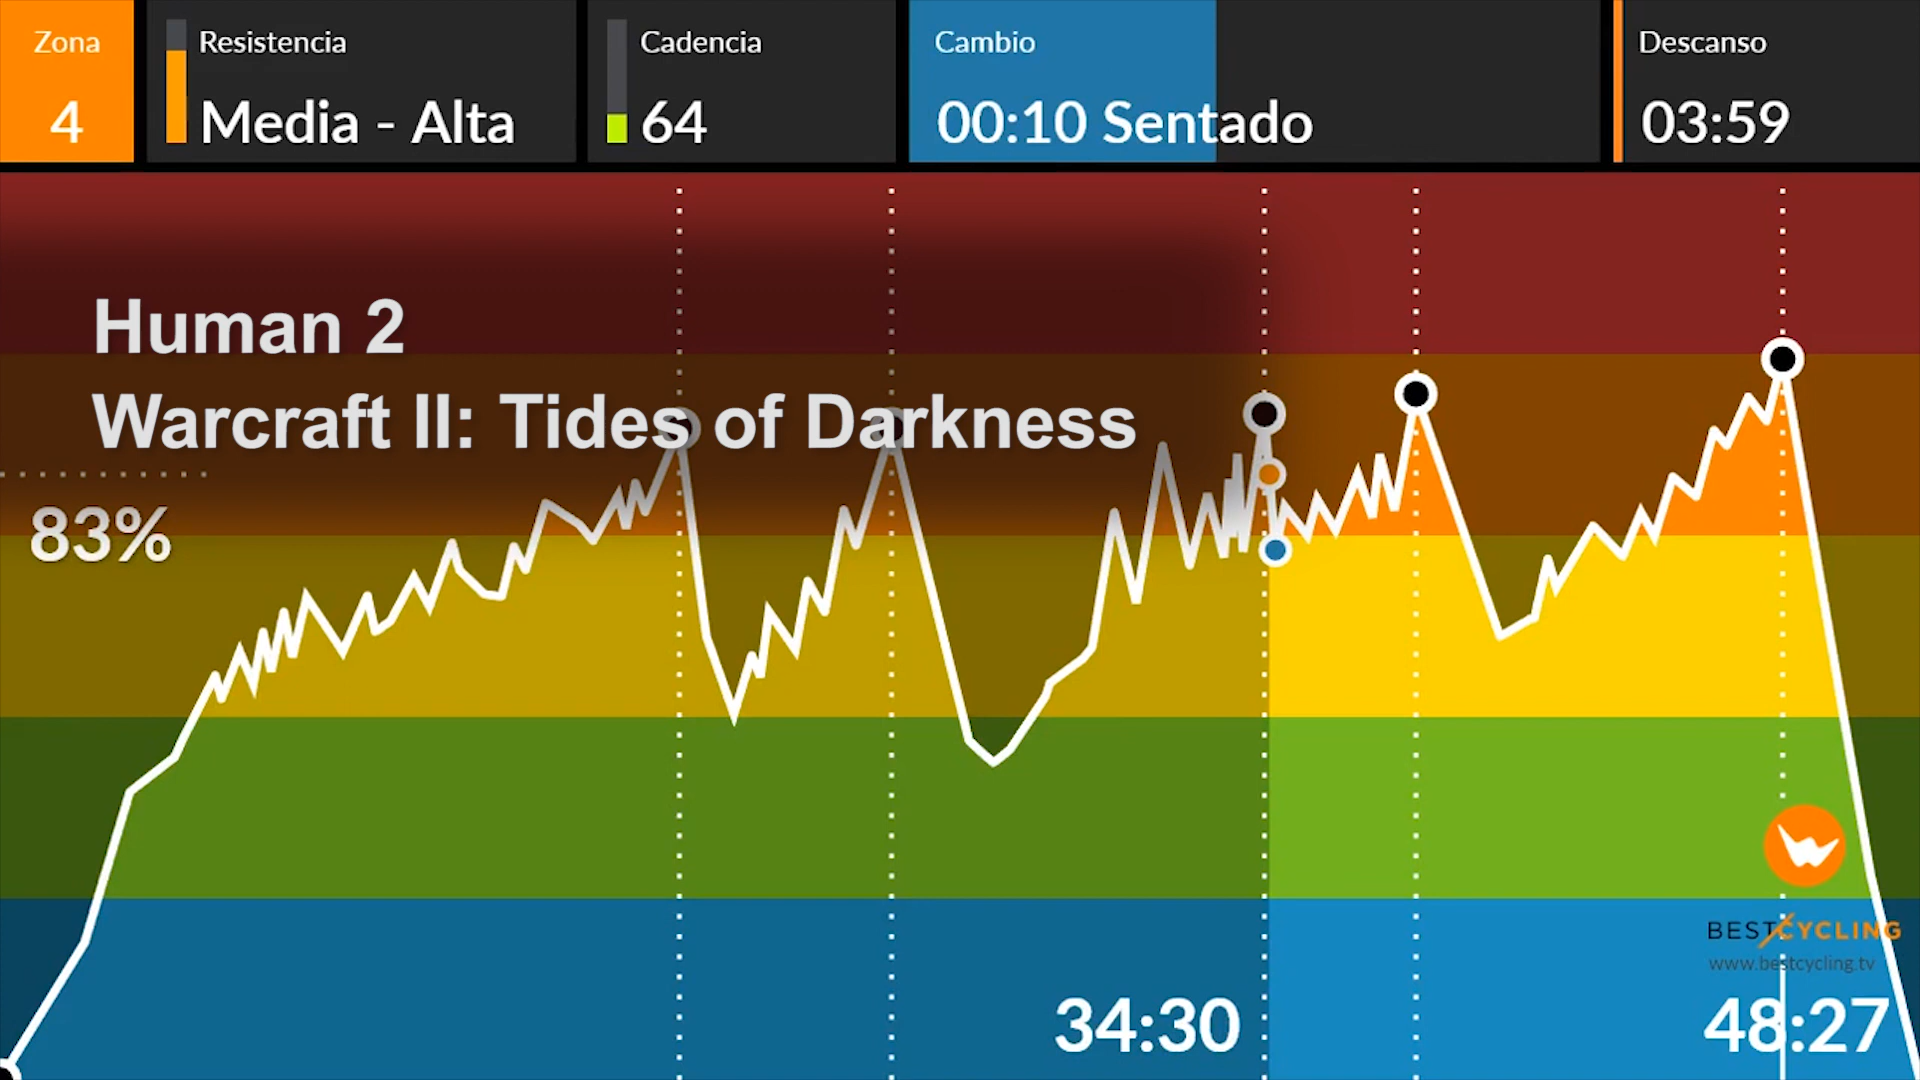 Zona
4
Resistencia
Media - Alta
Cadencia
64
Cambio
00:10 Sentado
Descanso
03:59
Human 2
Warcraft II: Tides of Darkness
83%
BESTCYCLING
www.bestcycling.tv
34:30
48:27